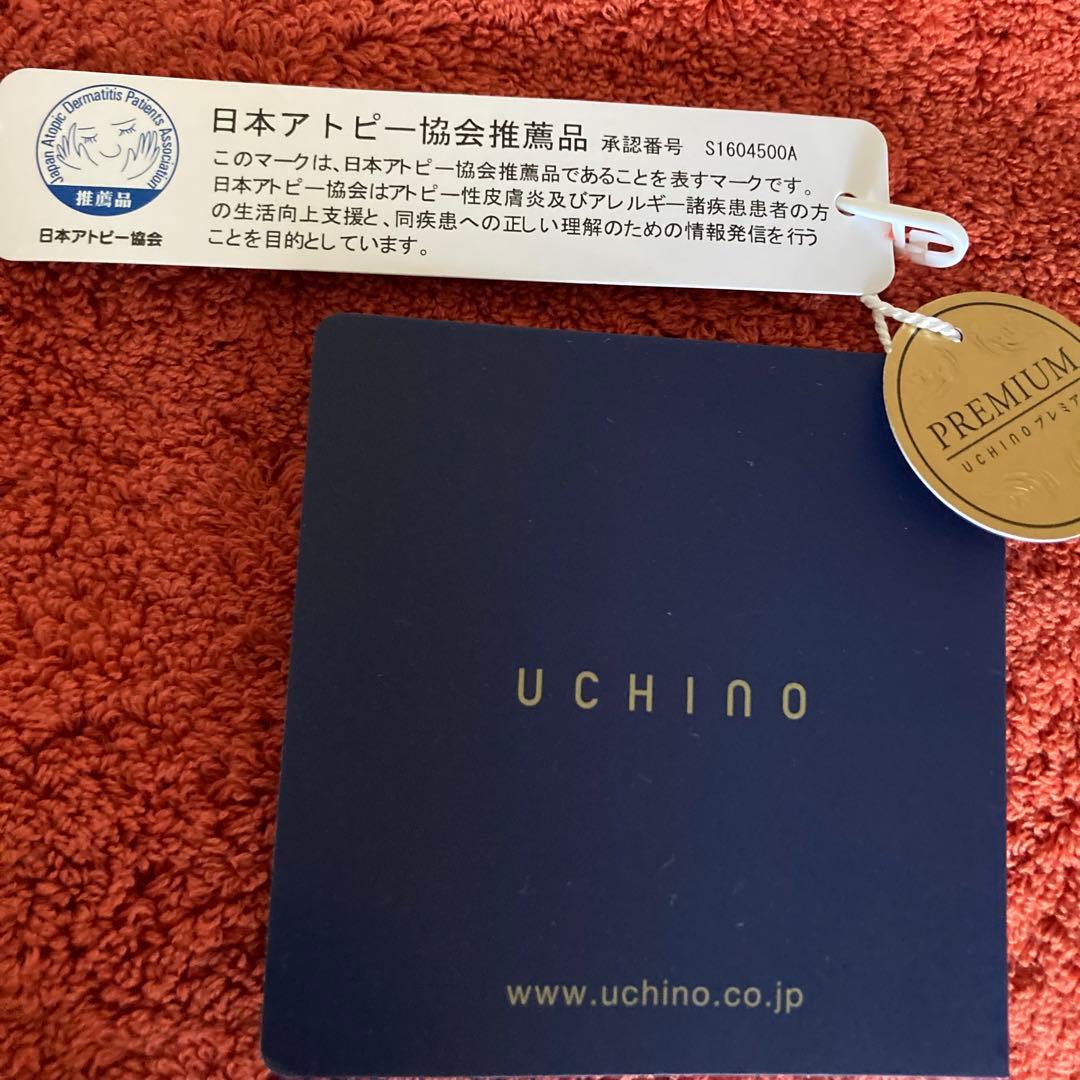 Japan Atopic Dermatitis Patients Association
推薦品
日本アトピー協会
日本アトピー協会推薦品 承認番号 S1604500A
このマークは、日本アトピー協会推薦品であることを表すマークです。
日本アトピー協会はアトピー性皮膚炎及びアレルギー諸疾患患者の方
の生活向上支援と、同疾患への正しい理解のための情報発信を行う
ことを目的としています。
PREMIUM
UCHINOプレミア
UCHINO
www.uchino.co.jp